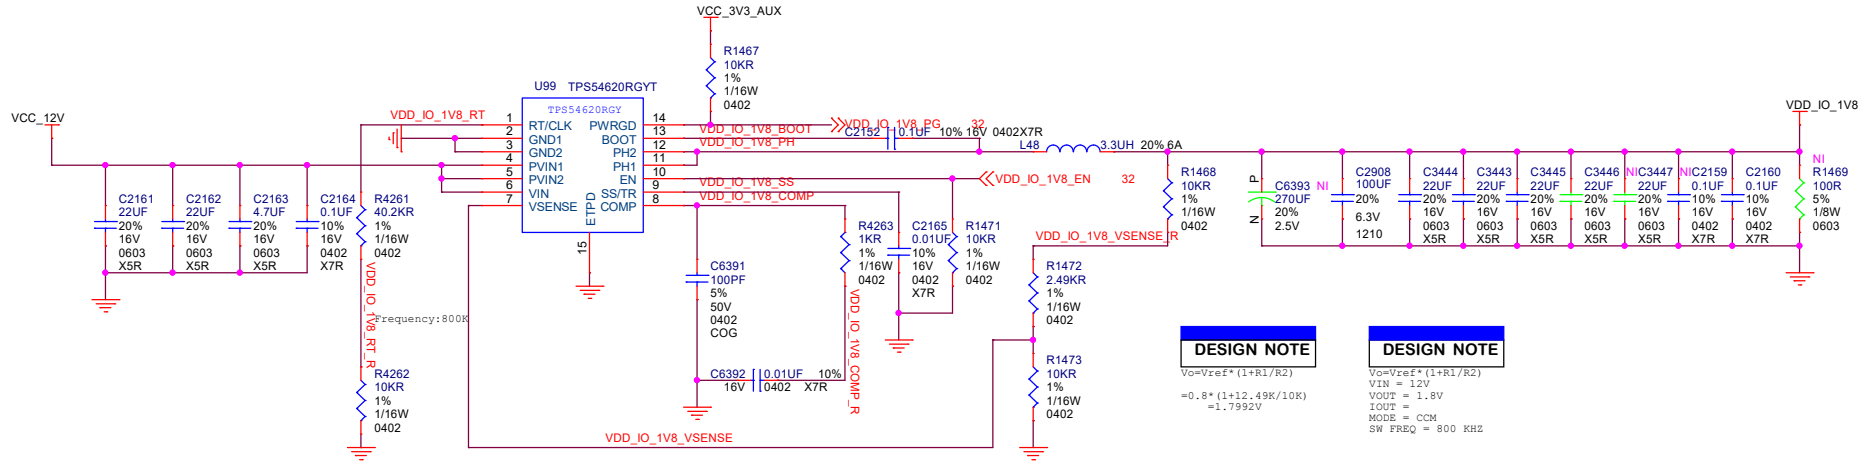 VCC_3V3_AUX
R1467
10KR
1%
1/16W
0402
U99 TPS54620RGYT
TPS54620RGY
VCC_12V
VDD_IO_1V8_RT
1 RT/CLK
2 GND1
3 GND2
4 PVIN1
5 PVIN2
6 VIN
7 VSENSE
PWRGD 14
BOOT 13
PH2 12
PH1 11
EN 10
SS/TR 9
COMP 8
ETPD
15
VDD_IO_1V8_PG 32
VDD_IO_1V8_BOOT
VDD_IO_1V8_PH
C2152 0.1UF 10% 16V 0402X7R
L48 3.3UH 20% 6A
VDD_IO_1V8_EN 32
VDD_IO_1V8_SS
VDD_IO_1V8_COMP
VDD_IO_1V8
C2161
22UF
20%
16V
0603
X5R
C2162
22UF
20%
16V
0603
X5R
C2163
4.7UF
20%
16V
0603
X5R
C2164
0.1UF
10%
16V
0402
X7R
R4261
40.2KR
1%
1/16W
0402
VDD_IO_1V8_RT_R
Frequency:800K
R4262
10KR
1%
1/16W
0402
C6391
100PF
5%
50V
0402
COG
C6392 0.01UF 10%
16V 0402 X7R
R4263
1KR
1%
1/16W
0402
VDD_IO_1V8_COMP_R
C2165
0.01UF
10%
16V
0402
X7R
R1471
10KR
1%
1/16W
0402
VDD_IO_1V8_VSENSE
R1468
10KR
1%
1/16W
0402
VDD_IO_1V8_VSENSE_R
R1472
2.49KR
1%
1/16W
0402
R1473
10KR
1%
1/16W
0402
P
N
C6393
270UF
20%
2.5V
NI
C2908
100UF
20%
6.3V
1210
C3444
22UF
20%
16V
0603
X5R
C3443
22UF
20%
16V
0603
X5R
C3445
22UF
20%
16V
0603
X5R
C3446
22UF
20%
16V
0603
X5R
NI
C3447
22UF
20%
16V
0603
X5R
NI
C2159
0.1UF
10%
16V
0402
X7R
C2160
0.1UF
10%
16V
0402
X7R
NI
R1469
100R
5%
1/8W
0603
DESIGN NOTE
Vo=Vref*(1+R1/R2)
=0.8*(1+12.49K/10K)
=1.7992V
DESIGN NOTE
Vo=Vref*(1+R1/R2)
VIN = 12V
VOUT = 1.8V
IOUT =
MODE = CCM
SW FREQ = 800 KHZ